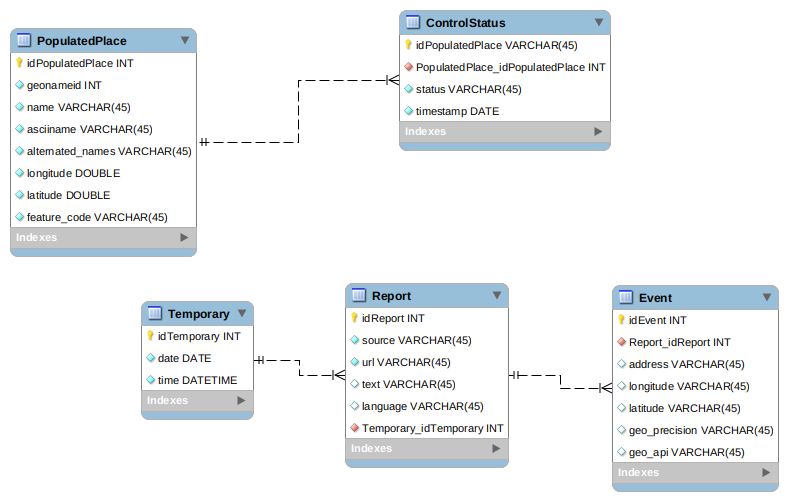 PopulatedPlace
idPopulatedPlace INT
geonameid INT
name VARCHAR(45)
asciiname VARCHAR(45)
alternated_names VARCHAR(45)
longitude DOUBLE
latitude DOUBLE
feature_code VARCHAR(45)
Indexes
ControlStatus
idPopulatedPlace VARCHAR(45)
PopulatedPlace_idPopulatedPlace INT
status VARCHAR(45)
timestamp DATE
Indexes
Temporary
idTemporary INT
date DATE
time DATETIME
Indexes
Report
idReport INT
source VARCHAR(45)
url VARCHAR(45)
text VARCHAR(45)
language VARCHAR(45)
Temporary_idTemporary INT
Indexes
Event
idEvent INT
Report_idReport INT
address VARCHAR(45)
longitude VARCHAR(45)
latitude VARCHAR(45)
geo_precision VARCHAR(45)
geo_api VARCHAR(45)
Indexes